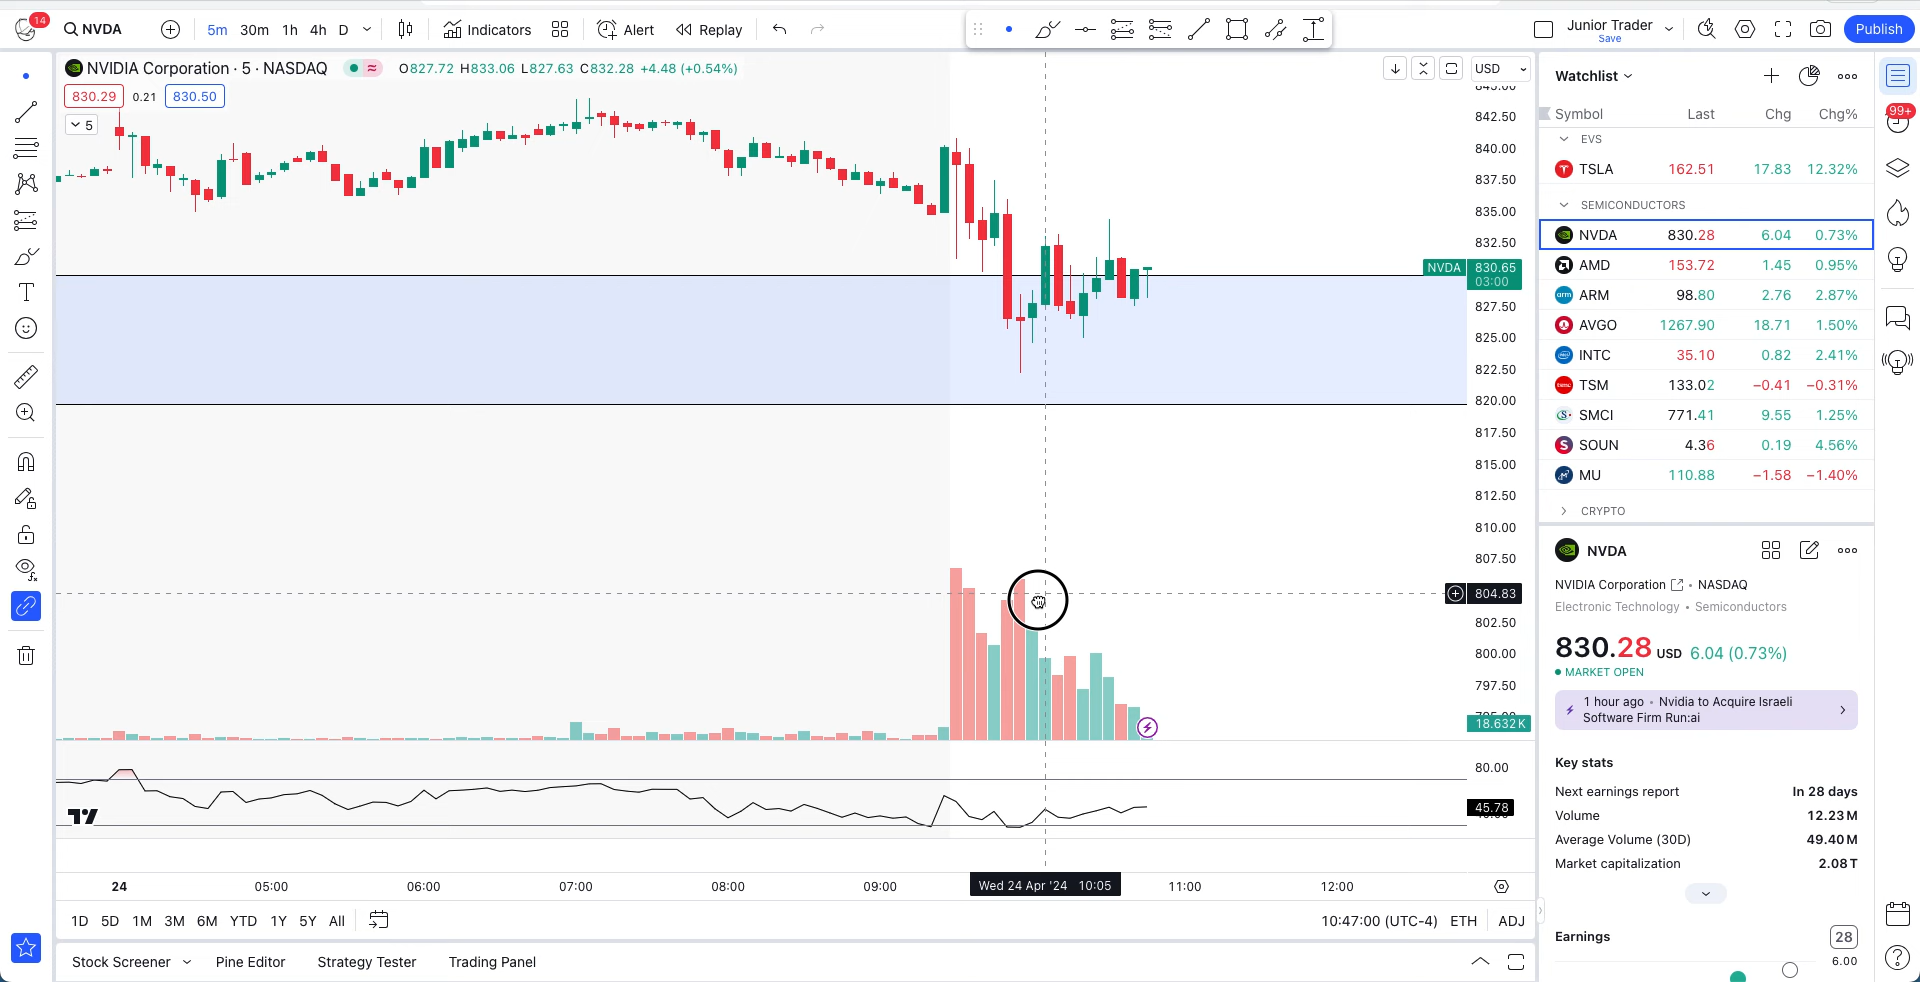 14
NVDA
5m 30m 1h 4h D
Indicators
Alert
Replay
Junior Trader
Save
Publish
NVIDIA Corporation · 5 · NASDAQ
O827.72 H833.06 L827.63 C832.28 +4.48 (+0.54%)
830.29 0.21 830.50
5
USD
842.50
840.00
837.50
835.00
832.50
NVDA 830.65
03:00
827.50
825.00
822.50
820.00
817.50
815.00
812.50
810.00
807.50
804.83
802.50
800.00
797.50
18.632K
80.00
45.78
24 05:00 06:00 07:00 08:00 09:00 Wed 24 Apr '24 10:05 11:00 12:00
1D 5D 1M 3M 6M YTD 1Y 5Y All
10:47:00 (UTC-4) ETH ADJ
Stock Screener Pine Editor Strategy Tester Trading Panel
Watchlist
Symbol Last Chg Chg%
EVS
TSLA 162.51 17.83 12.32%
SEMICONDUCTORS
NVDA 830.28 6.04 0.73%
AMD 153.72 1.45 0.95%
ARM 98.80 2.76 2.87%
AVGO 1267.90 18.71 1.50%
INTC 35.10 0.82 2.41%
TSM 133.02 −0.41 −0.31%
SMCI 771.41 9.55 1.25%
SOUN 4.36 0.19 4.56%
MU 110.88 −1.58 −1.40%
CRYPTO
NVDA
NVIDIA Corporation • NASDAQ
Electronic Technology • Semiconductors
830.28 USD 6.04 (0.73%)
MARKET OPEN
1 hour ago • Nvidia to Acquire Israeli
Software Firm Run:ai
Key stats
Next earnings report In 28 days
Volume 12.23M
Average Volume (30D) 49.40M
Market capitalization 2.08T
Earnings 28
6.00
99+